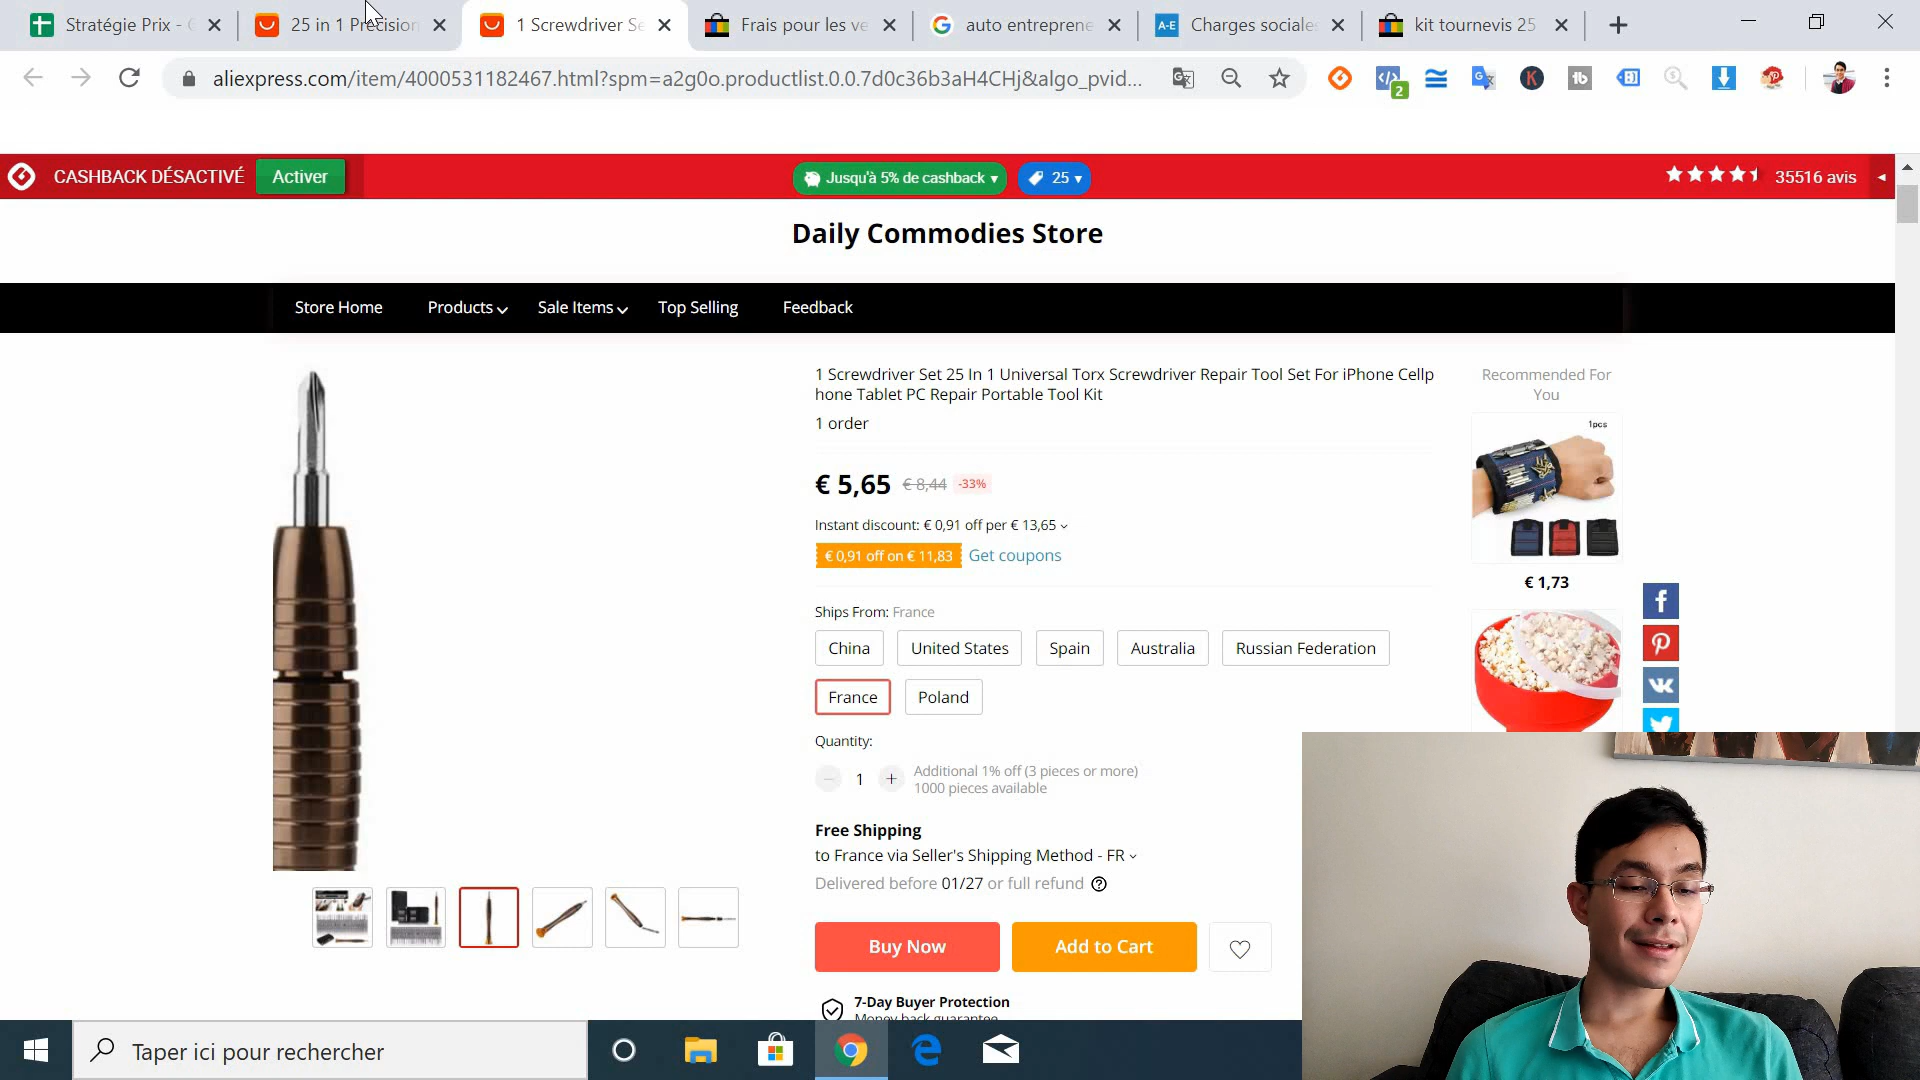 Stratégie Prix - G
25 in 1 Precision
1 Screwdriver Se
Frais pour les ve
auto entreprene
A-E
Charges sociales
kit tournevis 25
aliexpress.com/item/4000531182467.html?spm=a2g0o.productlist.0.0.7d0c36b3aH4CHj&algo_pvid...
2
K
CASHBACK DÉSACTIVÉ
Activer
Jusqu'à 5% de cashback
25
35516 avis
Daily Commodies Store
Store Home
Products
Sale Items
Top Selling
Feedback
1 Screwdriver Set 25 In 1 Universal Torx Screwdriver Repair Tool Set For iPhone Cellp
hone Tablet PC Repair Portable Tool Kit
1 order
€ 5,65 € 8,44 -33%
Instant discount: € 0,91 off per € 13,65
€ 0,91 off on € 11,83 Get coupons
Ships From: France
China
United States
Spain
Australia
Russian Federation
France
Poland
Quantity:
1
Additional 1% off (3 pieces or more)
1000 pieces available
Free Shipping
to France via Seller's Shipping Method - FR
Delivered before 01/27 or full refund
Buy Now
Add to Cart
7-Day Buyer Protection
Money back guarantee
Recommended For
You
1pcs
€ 1,73
Taper ici pour rechercher